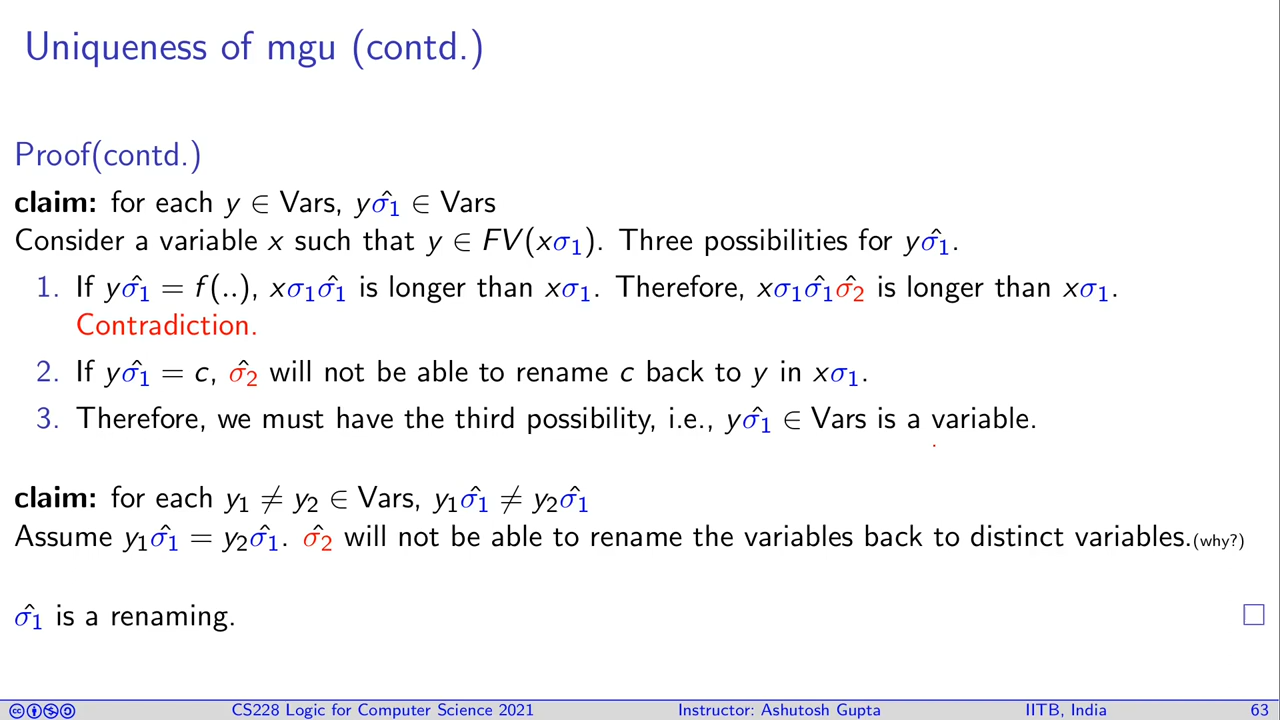 Uniqueness of mgu (contd.)
Proof(contd.)
claim: for each y ∈ Vars, yσ̂₁ ∈ Vars
Consider a variable x such that y ∈ FV(xσ₁). Three possibilities for yσ̂₁.
1. If yσ̂₁ = f(..), xσ₁σ̂₁ is longer than xσ₁. Therefore, xσ₁σ̂₁σ̂₂ is longer than xσ₁.
Contradiction.
2. If yσ̂₁ = c, σ̂₂ will not be able to rename c back to y in xσ₁.
3. Therefore, we must have the third possibility, i.e., yσ̂₁ ∈ Vars is a variable.
claim: for each y₁ ≠ y₂ ∈ Vars, y₁σ̂₁ ≠ y₂σ̂₁
Assume y₁σ̂₁ = y₂σ̂₁. σ̂₂ will not be able to rename the variables back to distinct variables.(why?)
σ̂₁ is a renaming. □
CS228 Logic for Computer Science 2021 Instructor: Ashutosh Gupta IITB, India 63